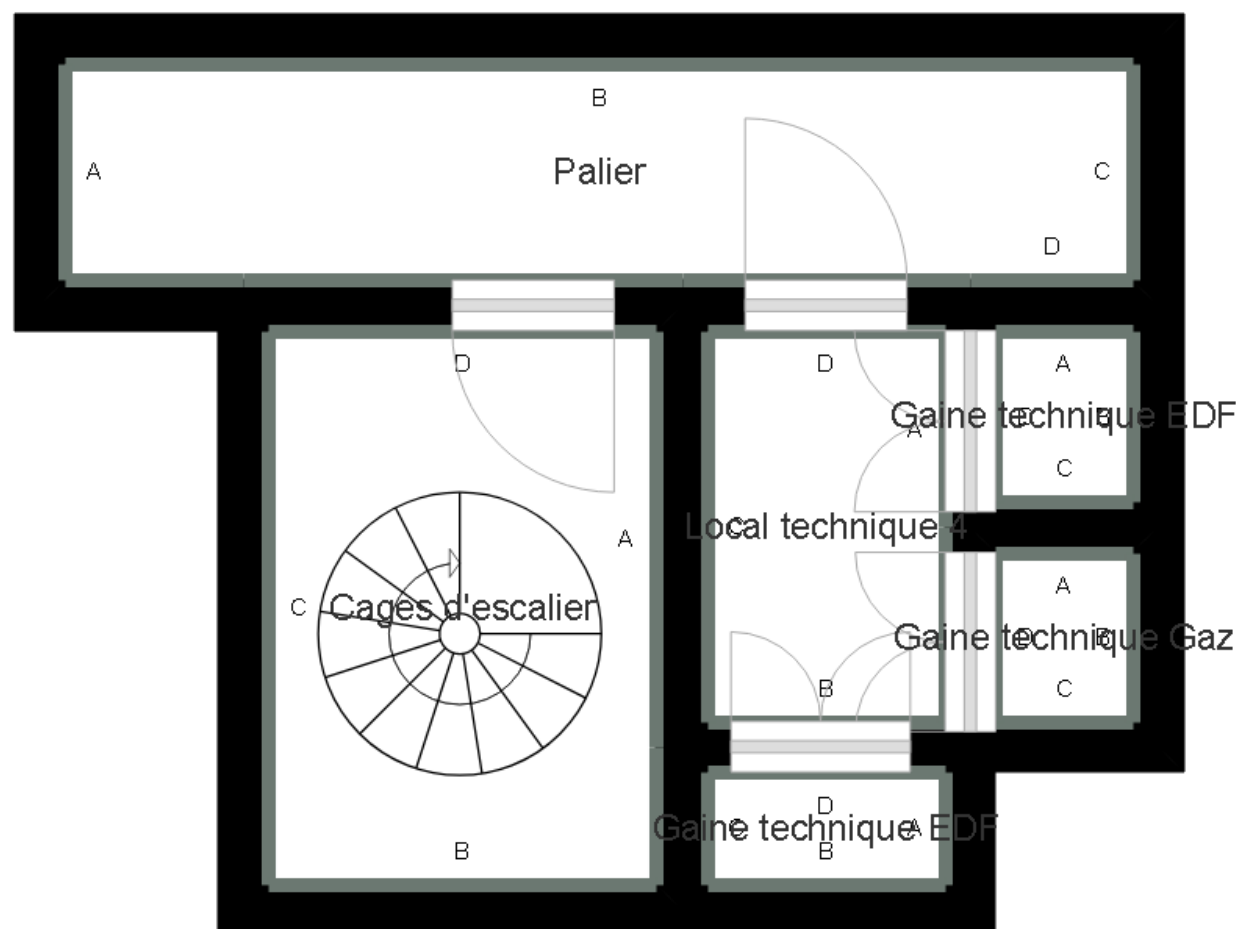 B
A
Palier
C
D
D
D
A
Gaine technique EDF
D
B
A
C
Local technique 4
C
A
A
C
Cages d'escalier
Gaine technique Gaz
D
B
B
C
D
Gaine technique EDF
C
A
B
B